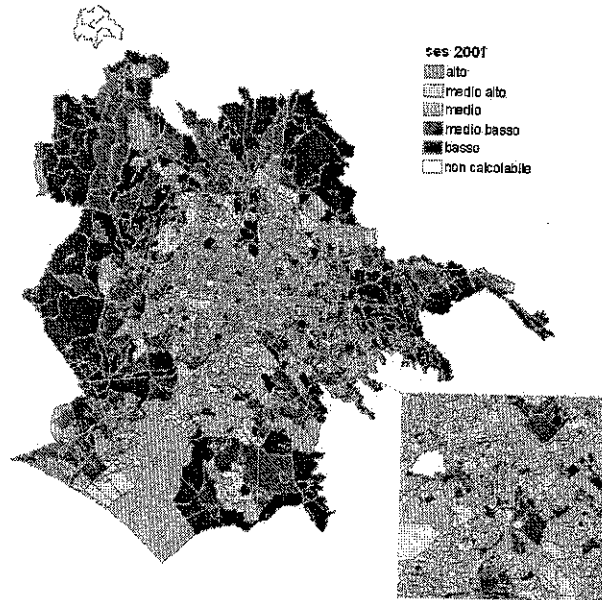 ses 2001
alto
medio alto
medio
medio basso
basso
non calcolabile